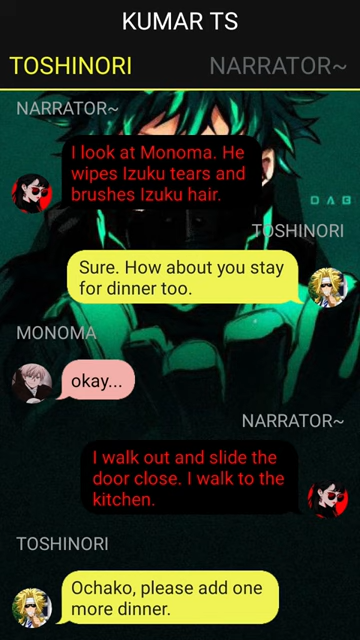 KUMAR TS
TOSHINORI NARRATOR~
NARRATOR~
I look at Monoma. He
wipes Izuku tears and
brushes Izuku hair.
DAB
TOSHINORI
Sure. How about you stay
for dinner too.
MONOMA
okay...
NARRATOR~
I walk out and slide the
door close. I walk to the
kitchen.
TOSHINORI
Ochako, please add one
more dinner.